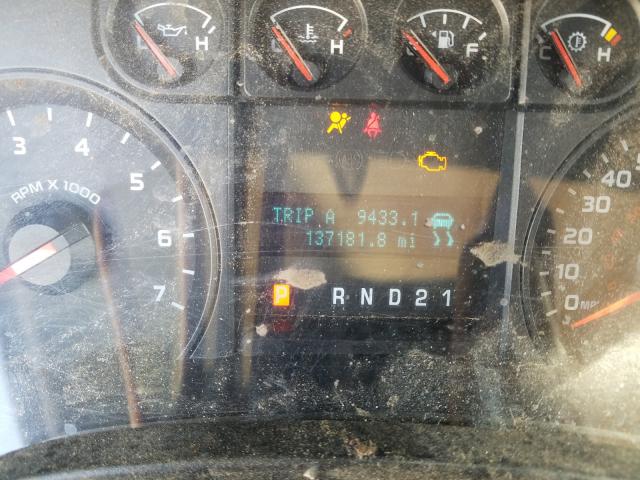 L H
H
F
C H
3 4 5 6 7
RPM X 1000
TRIP A 9433.1
137181.8 mi
P R N D 2 1
40
30
20
10
0 MPH